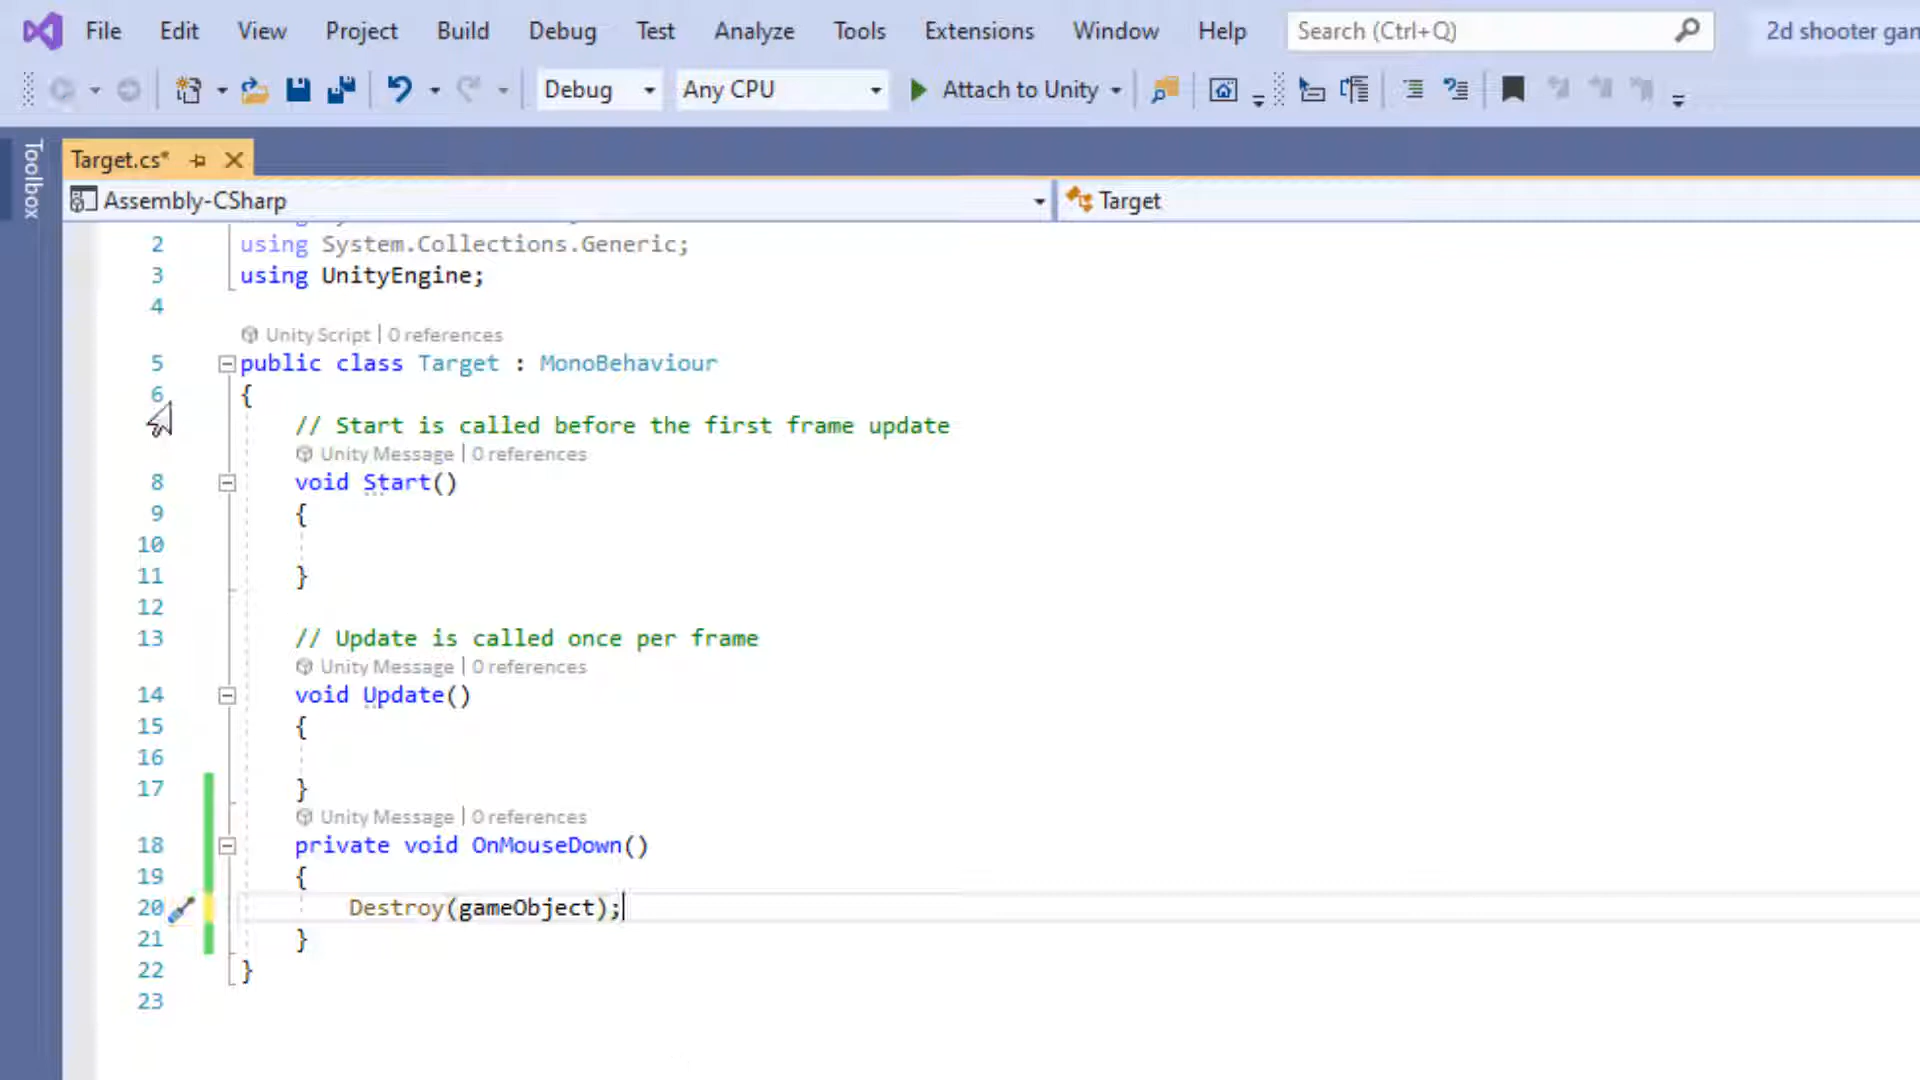 File Edit View Project Build Debug Test Analyze Tools Extensions Window Help Search (Ctrl+Q) 2d shooter gam
Debug Any CPU Attach to Unity
Toolbox
Target.cs*
Assembly-CSharp Target
2 using System.Collections.Generic;
3 using UnityEngine;
4
Unity Script | 0 references
5 public class Target : MonoBehaviour
6 {
// Start is called before the first frame update
Unity Message | 0 references
8 void Start()
9 {
10
11 }
12
13 // Update is called once per frame
Unity Message | 0 references
14 void Update()
15 {
16
17 }
Unity Message | 0 references
18 private void OnMouseDown()
19 {
20 Destroy(gameObject);
21 }
22 }
23